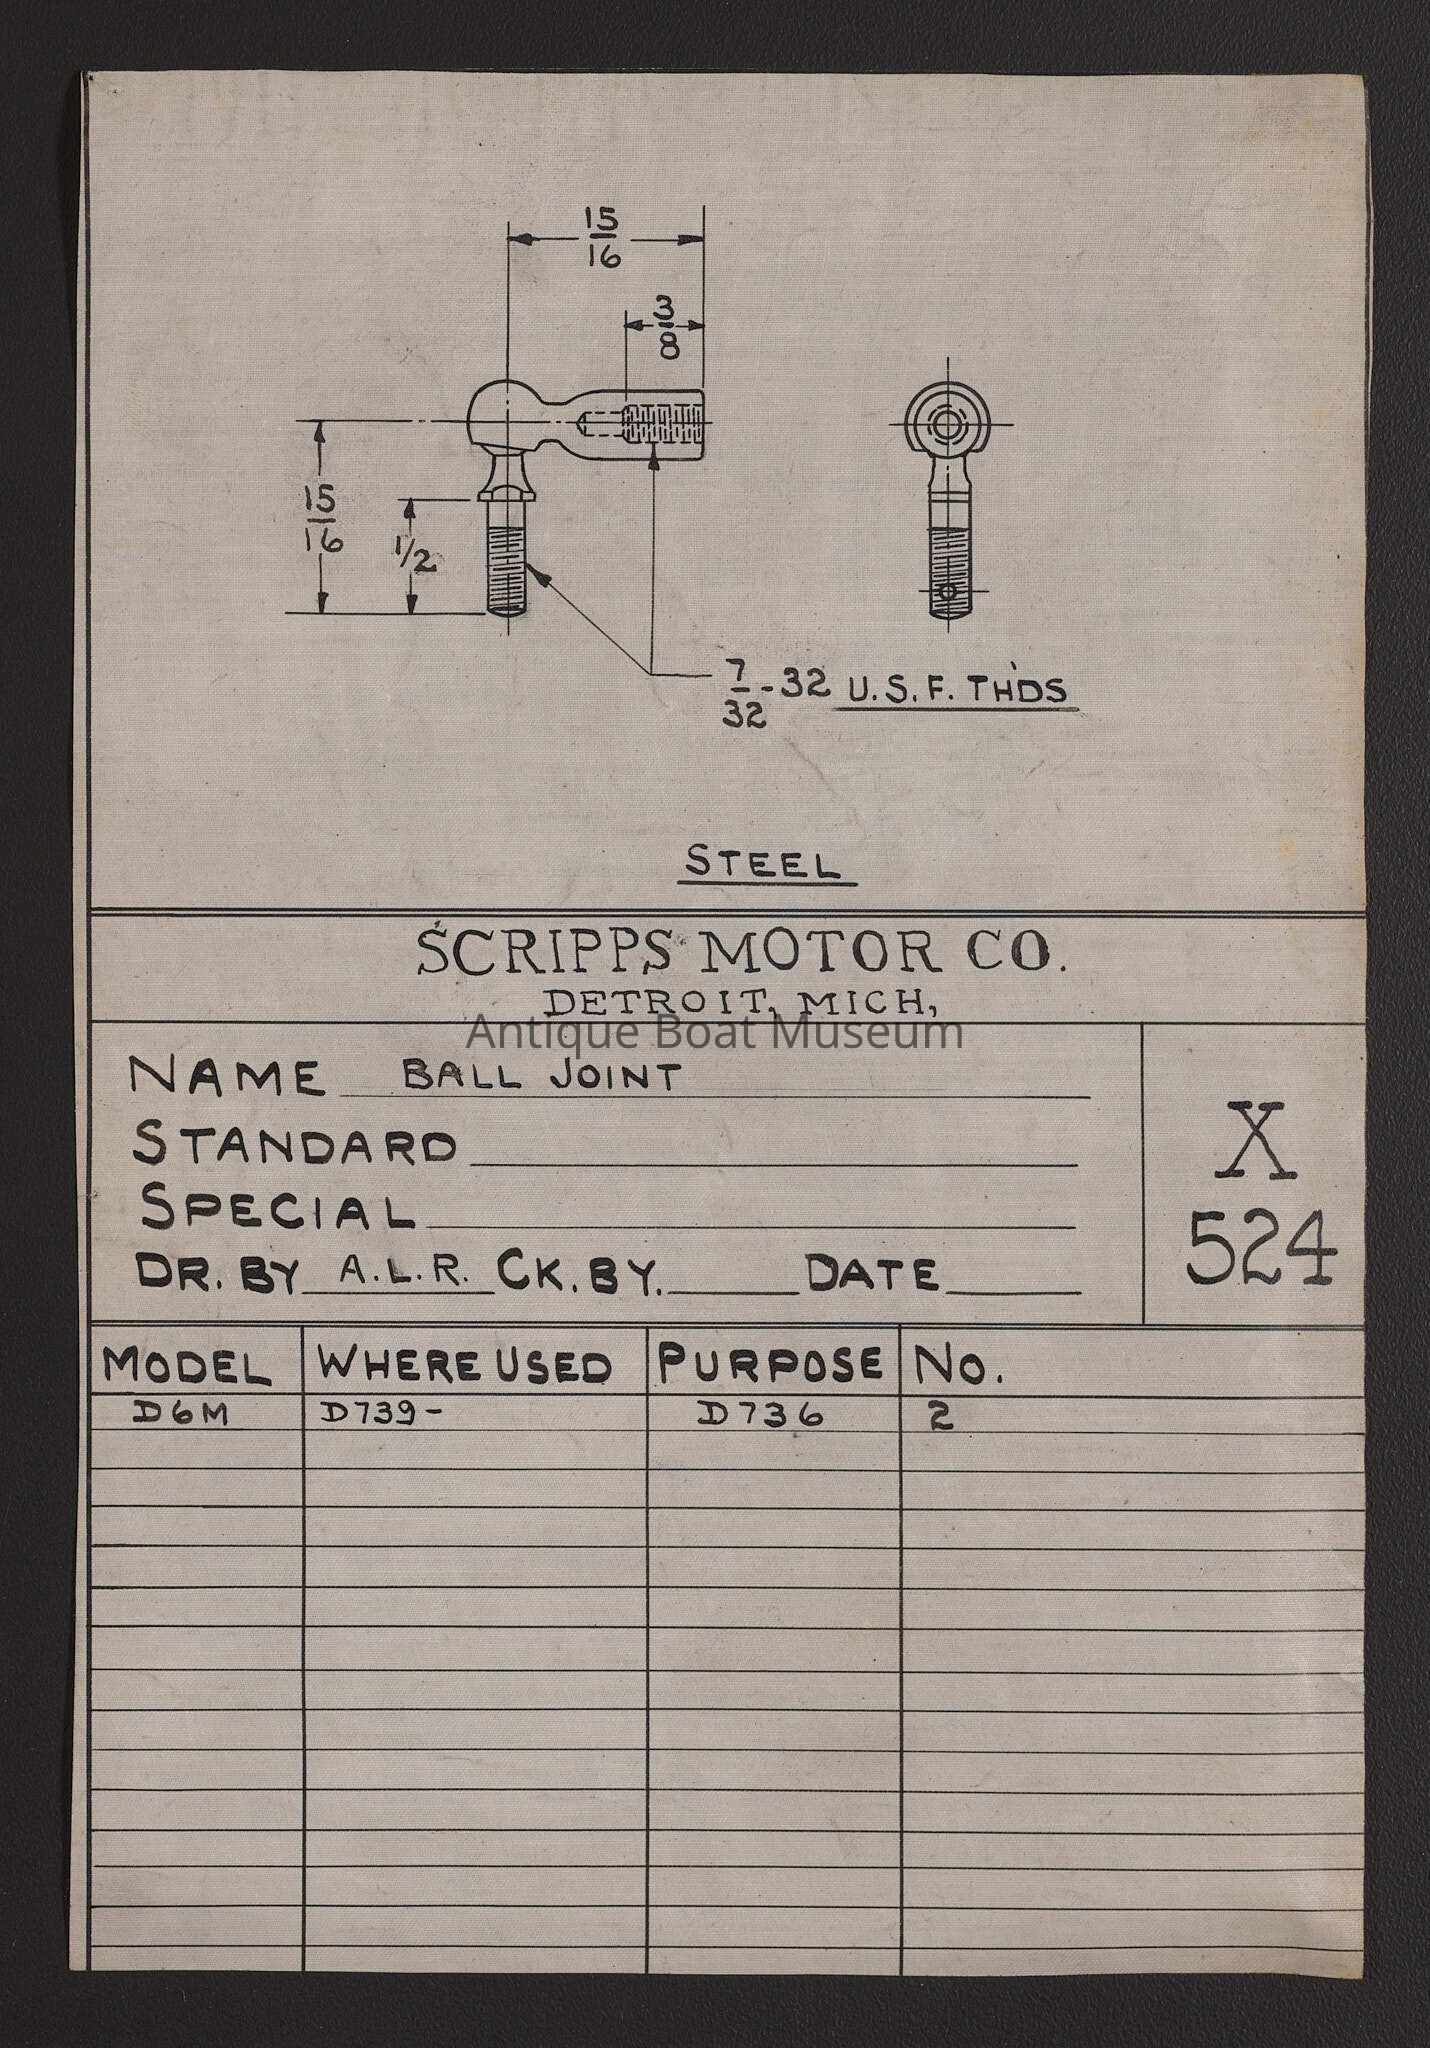 15/16
3/8
15/16
1/2
7/32-32 U.S.F. TH'DS
STEEL
SCRIPPS MOTOR CO.
DETROIT, MICH,
Antique Boat Museum
NAME BALL JOINT
STANDARD
SPECIAL
DR. BY A.L.R. CK. BY. DATE
X
524
MODEL WHERE USED PURPOSE NO.
D6M D739- D736 2